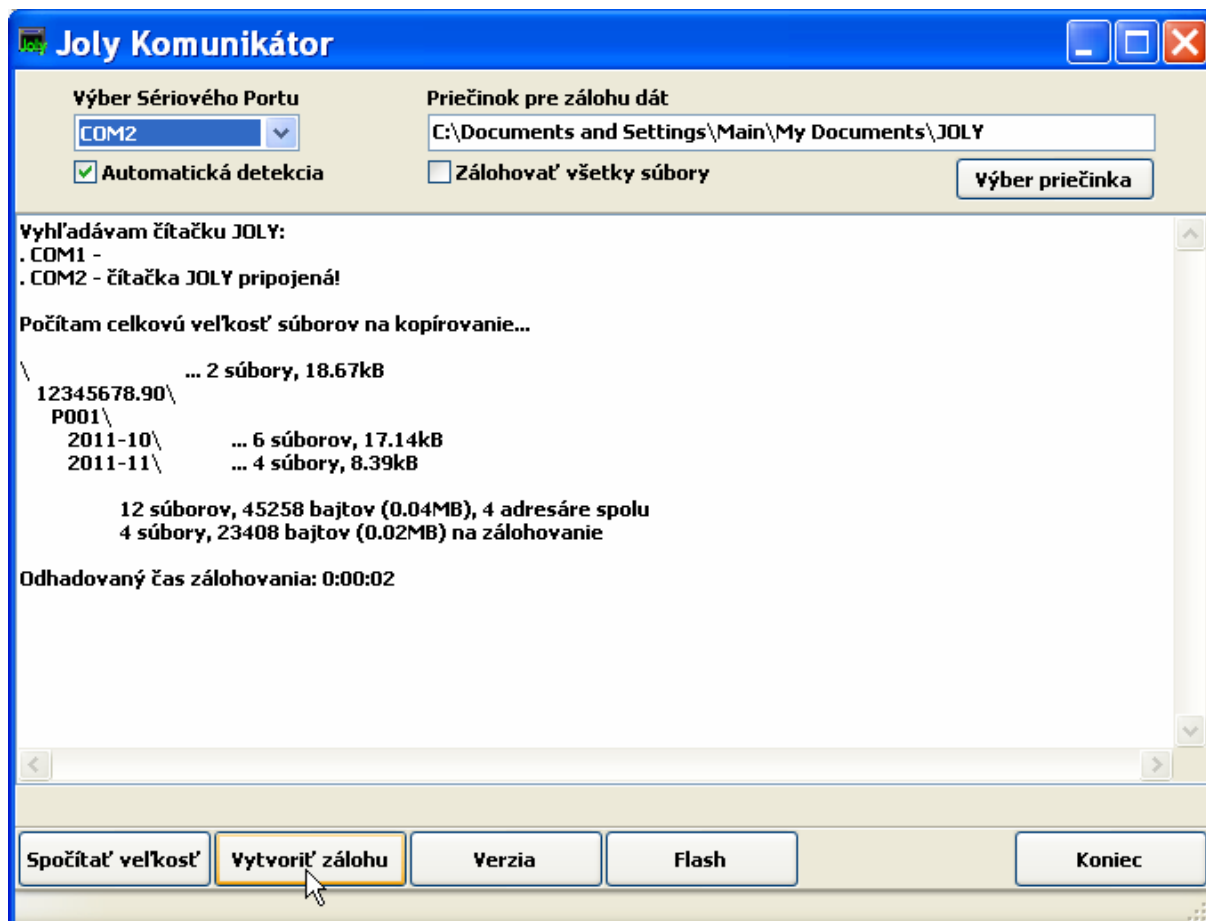 Joly Komunikátor
Výber Sériového Portu
Priečinok pre zálohu dát
COM2
C:\Documents and Settings\Main\My Documents\JOLY
Automatická detekcia
Zálohovať všetky súbory
Výber priečinka
Vyhľadávam čítačku JOLY:
. COM1 -
. COM2 - čítačka JOLY pripojená!
Počítam celkovú veľkosť súborov na kopírovanie...
\ ... 2 súbory, 18.67kB
12345678.90\
P001\
2011-10\ ... 6 súborov, 17.14kB
2011-11\ ... 4 súbory, 8.39kB
12 súborov, 45258 bajtov (0.04MB), 4 adresáre spolu
4 súbory, 23408 bajtov (0.02MB) na zálohovanie
Odhadovaný čas zálohovania: 0:00:02
Spočítať veľkosť
Vytvoriť zálohu
Verzia
Flash
Koniec